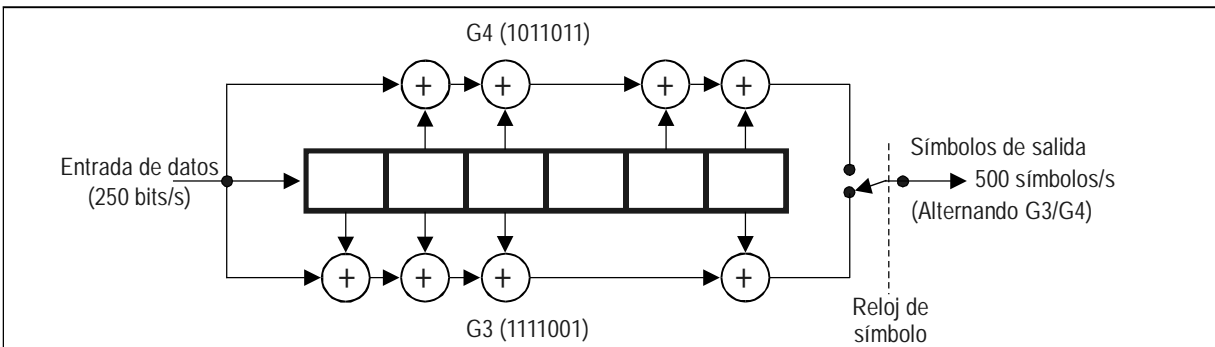 G4 (1011011)
+ + + +
Entrada de datos
(250 bits/s)
Símbolos de salida
500 símbolos/s
(Alternando G3/G4)
+ + + +
G3 (1111001)
Reloj de
símbolo